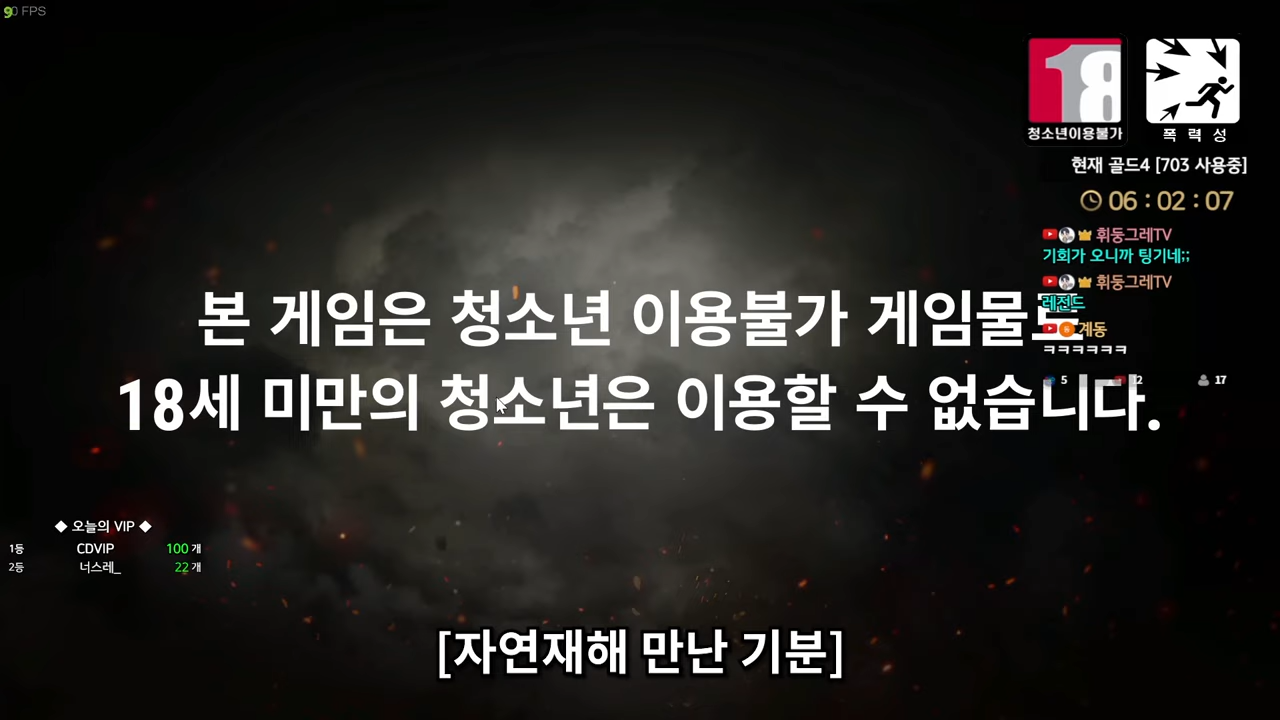 90 FPS
18
청소년이용불가
폭 력 성
현재 골드4 [703 사용중]
06 : 02 : 07
휘둥그레TV
기회가 오니까 팅기네;;
휘둥그레TV
레전드
계동
ㅋㅋㅋㅋㅋㅋ
5
2
17
본 게임은 청소년 이용불가 게임물로
18세 미만의 청소년은 이용할 수 없습니다.
◆ 오늘의 VIP ◆
1등 CDVIP 100 개
2등 너스레_ 22 개
[자연재해 만난 기분]